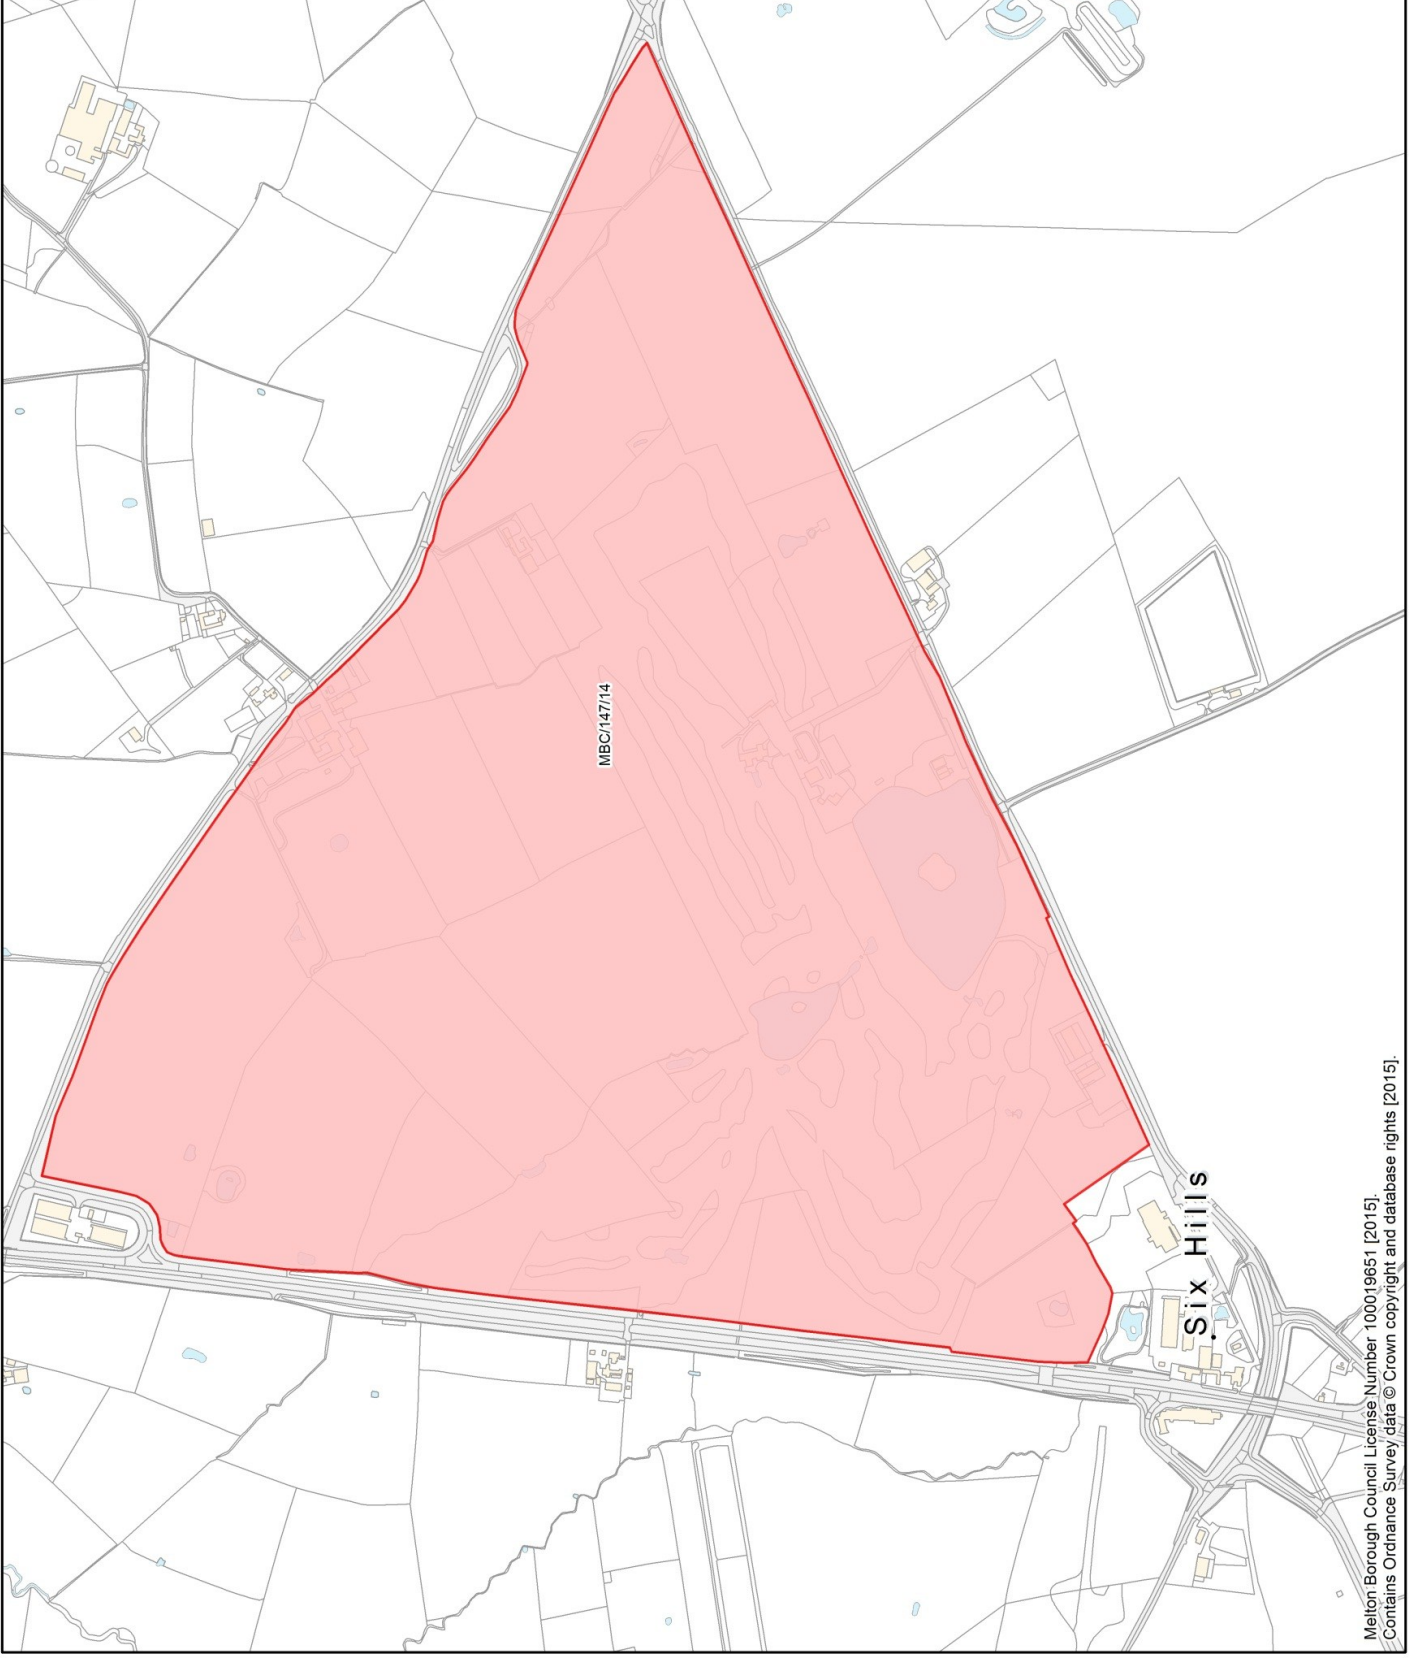 MBC/147/14
Six Hills
Melton Borough Council License Number 100019651 [2015].
Contains Ordnance Survey data © Crown copyright and database rights [2015].